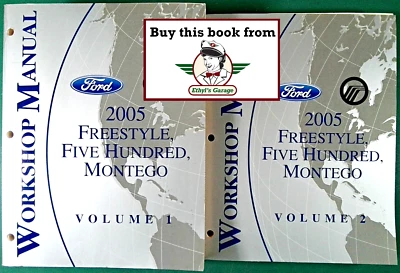 Buy this book from
Ethyl's Garage
WORKSHOP MANUAL
Ford
2005
FREESTYLE,
FIVE HUNDRED,
MONTEGO
VOLUME 1
WORKSHOP M
Ford
2005
FREESTYLE,
FIVE HUNDRED,
MONTEGO
VOLUME 2